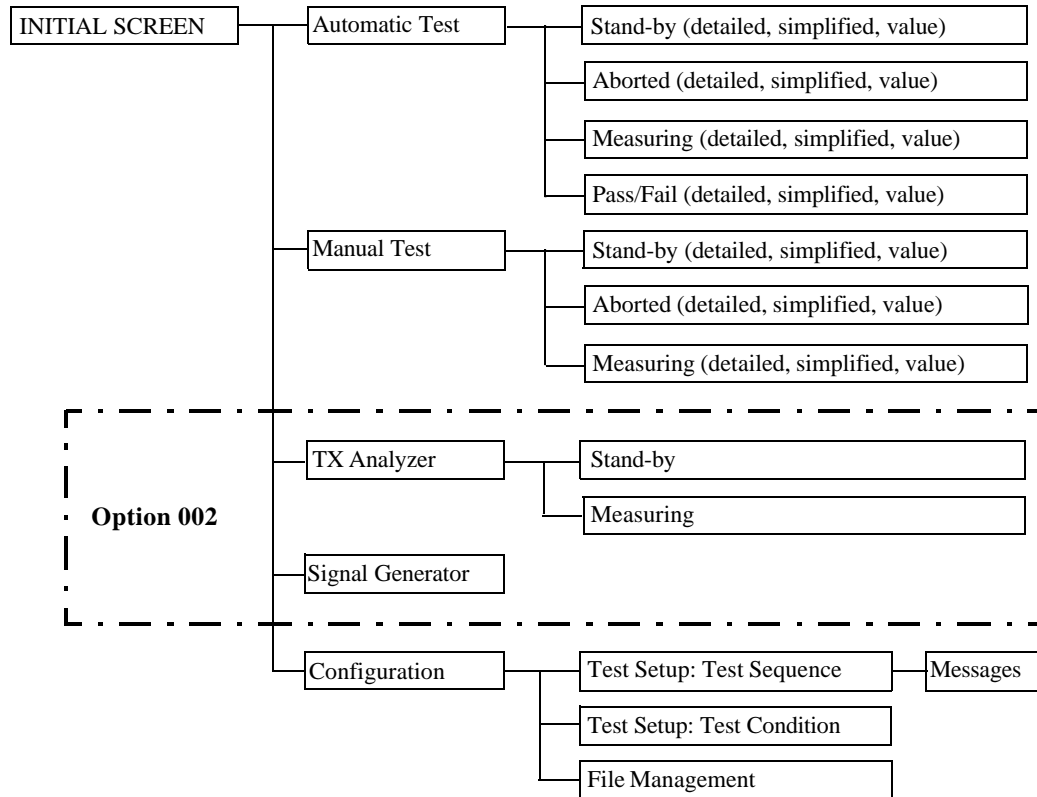 INITIAL SCREEN
Automatic Test
Stand-by (detailed, simplified, value)
Aborted (detailed, simplified, value)
Measuring (detailed, simplified, value)
Pass/Fail (detailed, simplified, value)
Manual Test
Stand-by (detailed, simplified, value)
Aborted (detailed, simplified, value)
Measuring (detailed, simplified, value)
Option 002
TX Analyzer
Stand-by
Measuring
Signal Generator
Configuration
Test Setup: Test Sequence
Messages
Test Setup: Test Condition
File Management